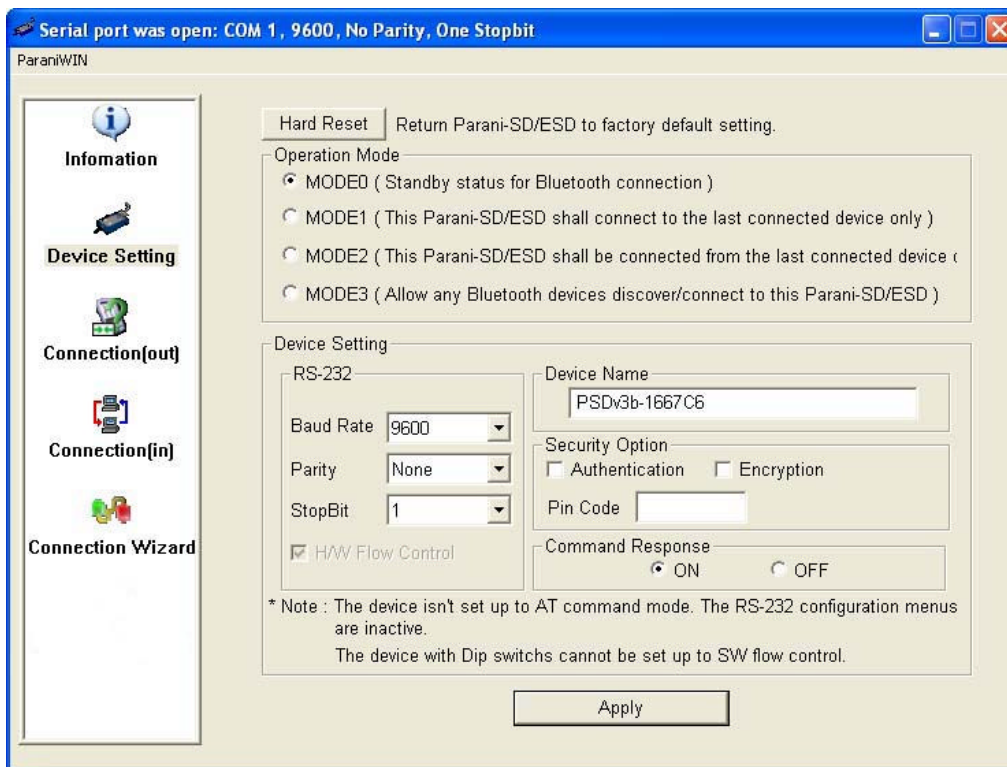 Serial port was open: COM 1, 9600, No Parity, One Stopbit
ParaniWIN
Infomation
Device Setting
Connection(out)
Connection(in)
Connection Wizard
Hard Reset
Return Parani-SD/ESD to factory default setting.
Operation Mode
MODE0 ( Standby status for Bluetooth connection )
MODE1 ( This Parani-SD/ESD shall connect to the last connected device only )
MODE2 ( This Parani-SD/ESD shall be connected from the last connected device
MODE3 ( Allow any Bluetooth devices discover/connect to this Parani-SD/ESD )
Device Setting
RS-232
Baud Rate 9600
Parity None
StopBit 1
H/W Flow Control
Device Name
PSDv3b-1667C6
Security Option
Authentication Encryption
Pin Code
Command Response
ON OFF
* Note : The device isn't set up to AT command mode. The RS-232 configuration menus
are inactive.
The device with Dip switchs cannot be set up to SW flow control.
Apply